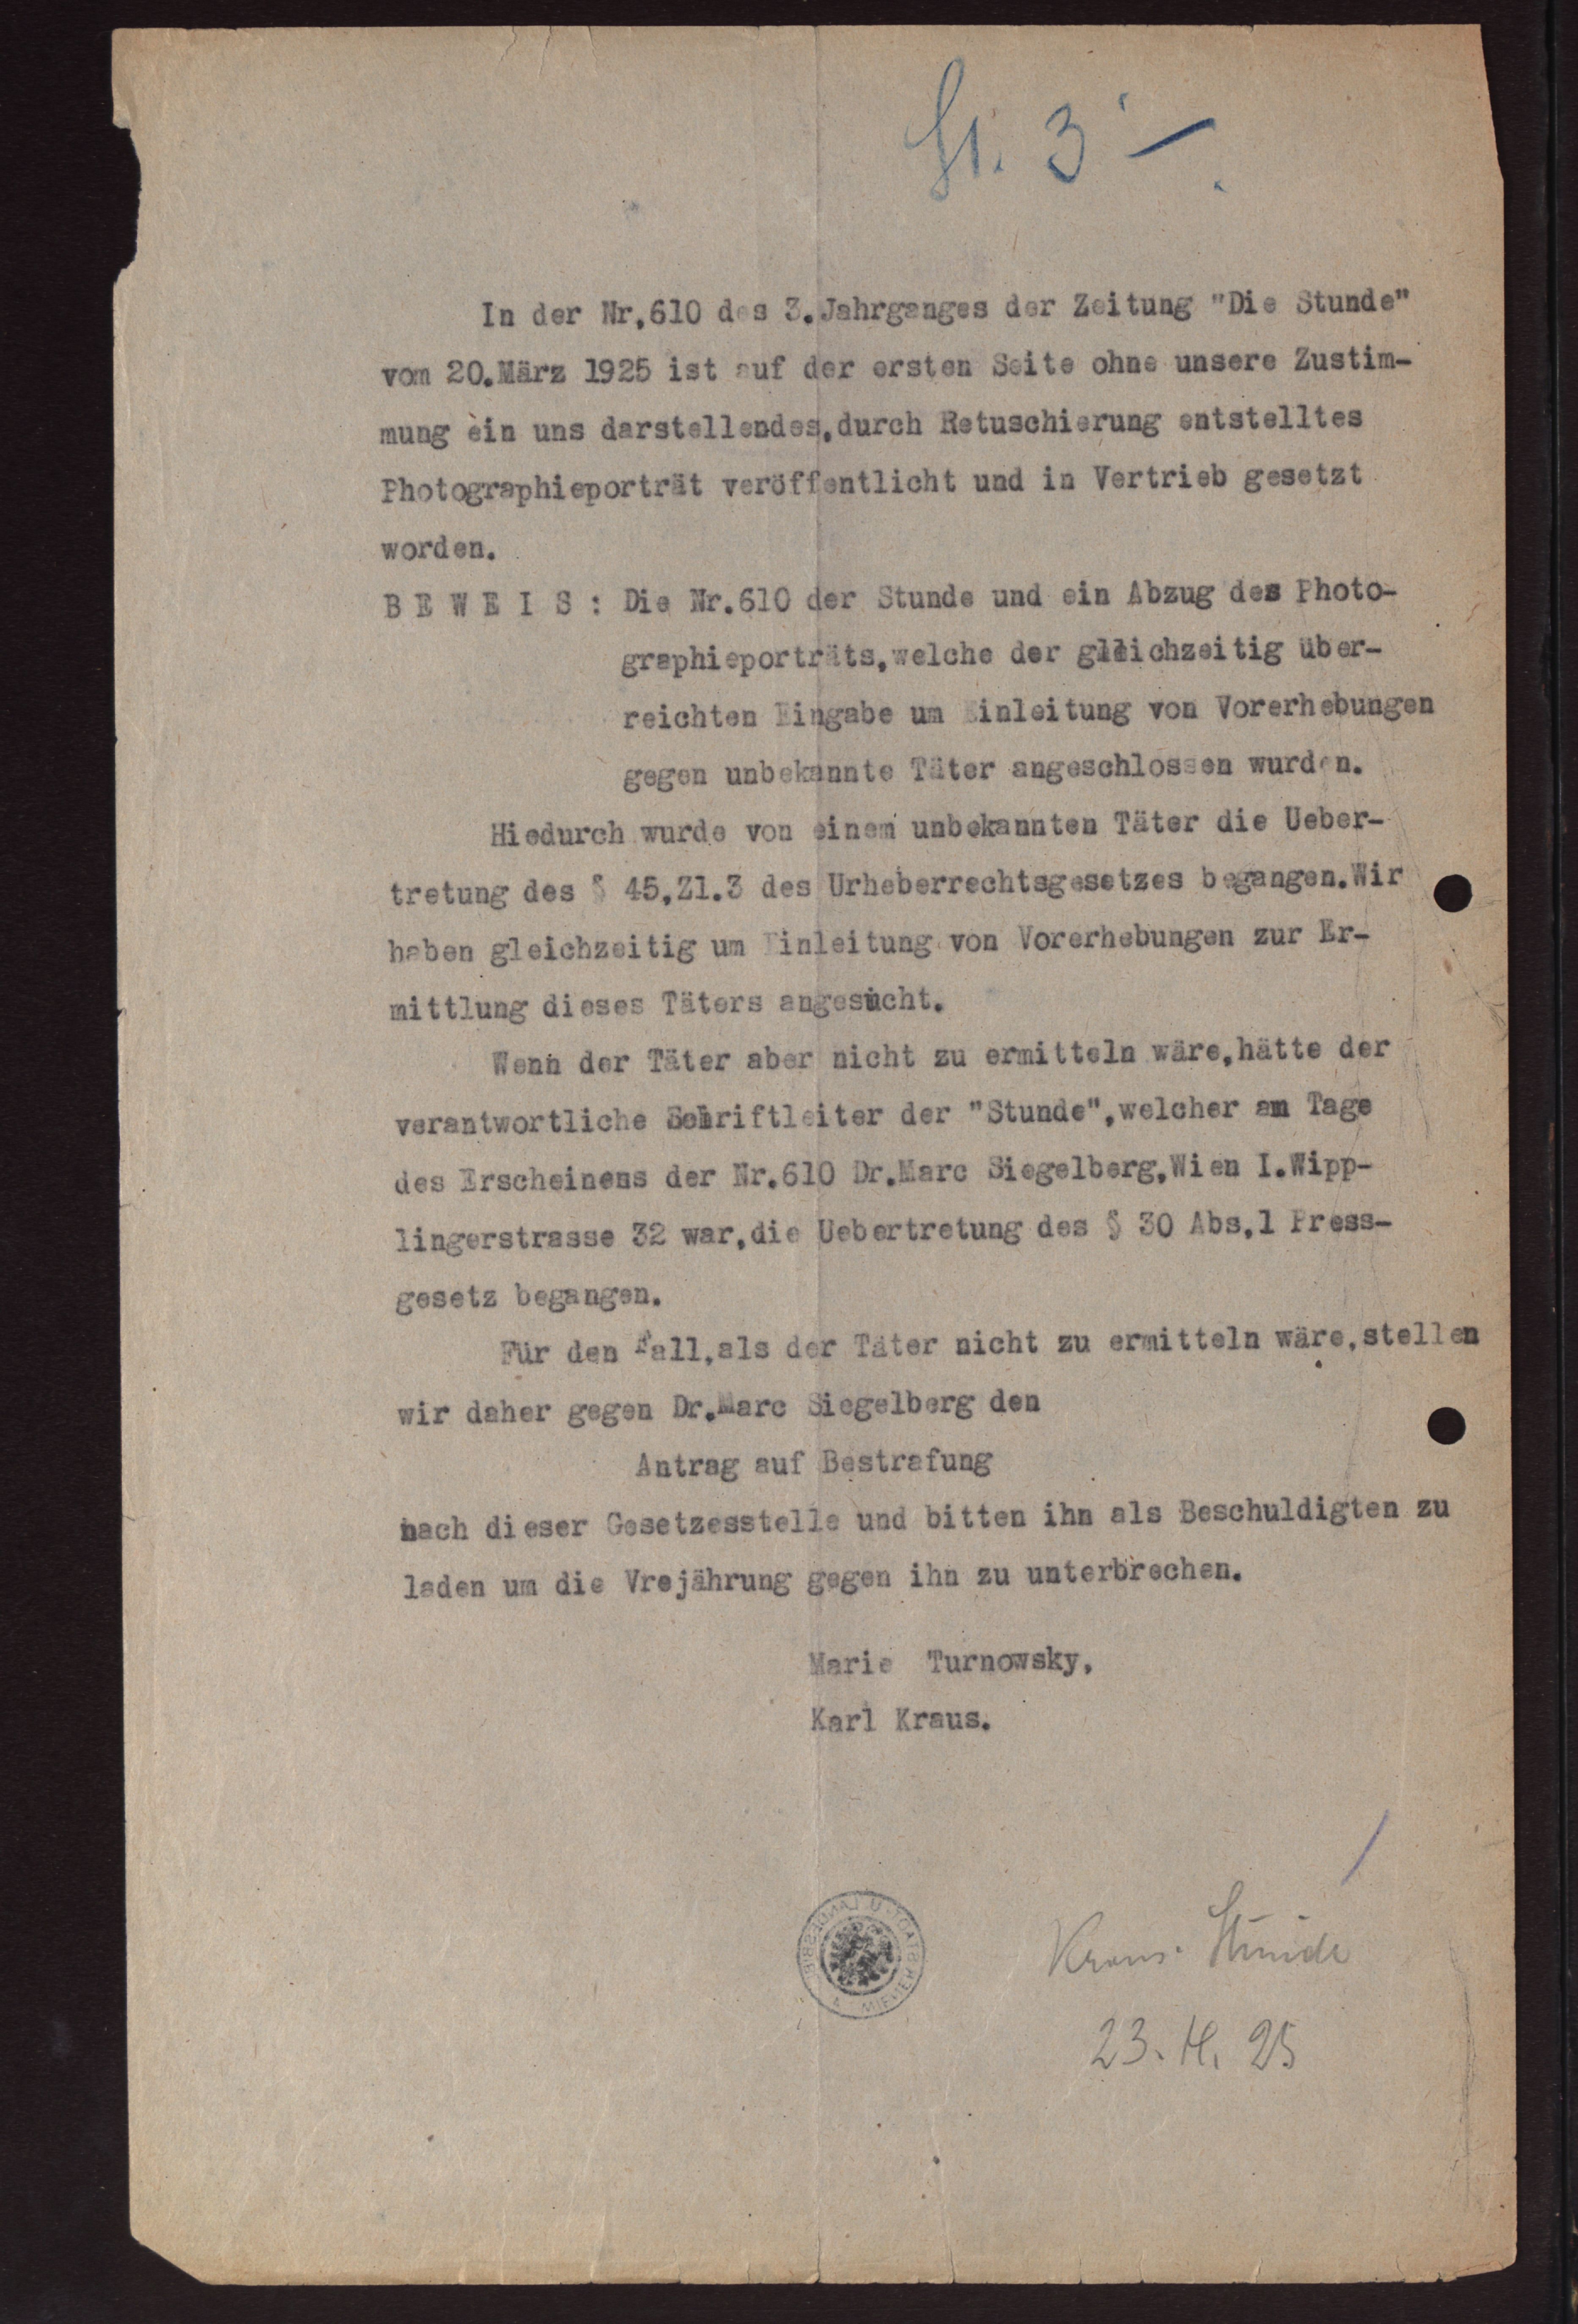 3 -
In der Nr.610 des 3.Jahrganges der Zeitung "Die Stunde"
vom 20.März 1925 ist auf der ersten Seite ohne unsere Zustim-
mung ein uns darstellendes,durch Retuschierung entstelltes
Photographieporträt veröffentlicht und in Vertrieb gesetzt
worden.
B E W E I S : Die Nr.610 der Stunde und ein Abzug des Photo-
graphieporträts,welche der gleichzeitig über-
reichten Eingabe um Einleitung von Vorerhebungen
gegen unbekannte Täter angeschlossen wurden.
Hiedurch wurde von einem unbekannten Täter die Ueber-
tretung des § 45,Zl.3 des Urheberrechtsgesetzes begangen.Wir
haben gleichzeitig um Einleitung von Vorerhebungen zur Er-
mittlung dieses Täters angesucht.
Wenn der Täter aber nicht zu ermitteln wäre,hätte der
verantwortliche Schriftleiter der "Stunde",welcher am Tage
des Erscheinens der Nr.610 Dr.Marc Siegelberg,Wien I.Wipp-
lingerstrasse 32 war,die Uebertretung des § 30 Abs.1 Press-
gesetz begangen.
Für den Fall,als der Täter nicht zu ermitteln wäre,stellen
wir daher gegen Dr.Marc Siegelberg den
Antrag auf Bestrafung
nach dieser Gesetzesstelle und bitten ihn als Beschuldigten zu
laden um die Vrejährung gegen ihn zu unterbrechen.
Marie Turnowsky,
Karl Kraus.
Kraus. Stunde
23. 25